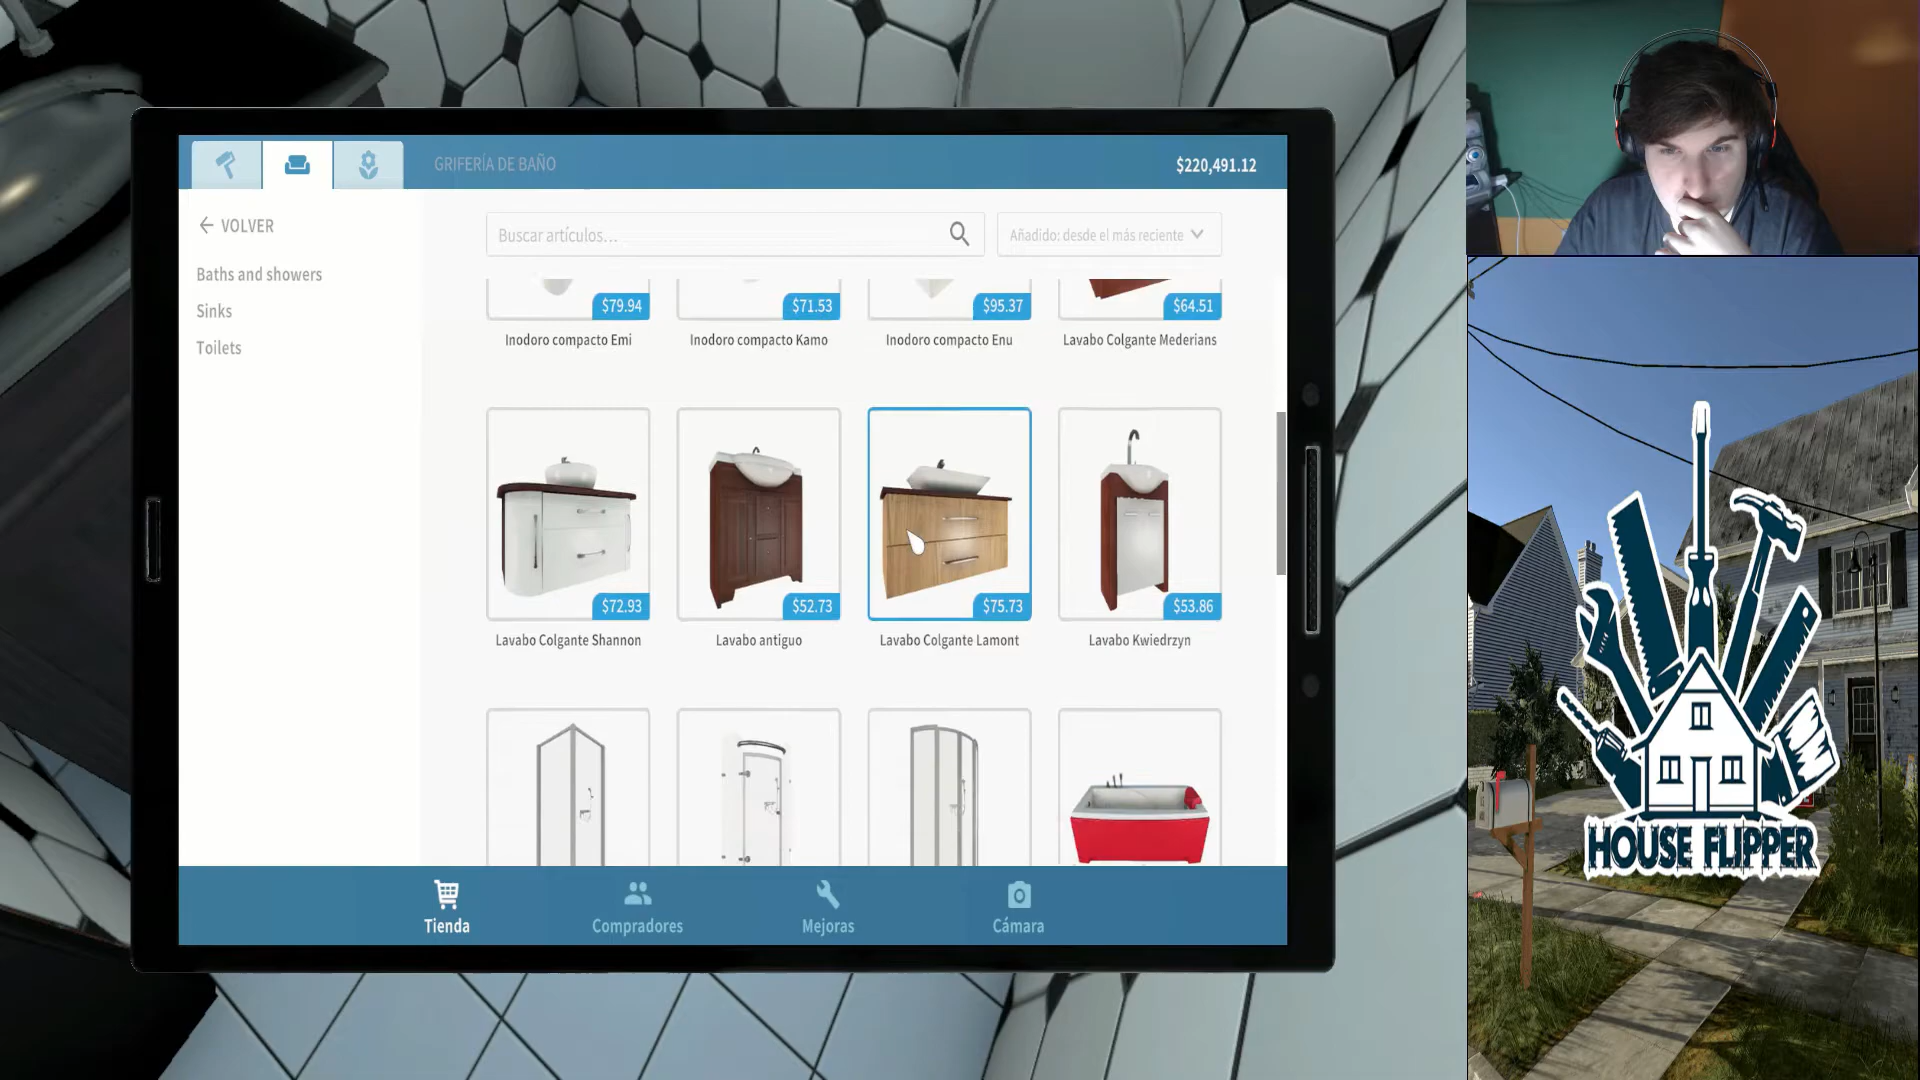 GRIFERÍA DE BAÑO
$220,491.12
VOLVER
Baths and showers
Sinks
Toilets
Buscar artículos...
Añadido: desde el más reciente
$79.94
$71.53
$95.37
$64.51
Inodoro compacto Emi
Inodoro compacto Kamo
Inodoro compacto Enu
Lavabo Colgante Mederians
$72.93
$52.73
$75.73
$53.86
Lavabo Colgante Shannon
Lavabo antiguo
Lavabo Colgante Lamont
Lavabo Kwiedrzyn
Tienda
Compradores
Mejoras
Cámara
HOUSE FLIPPER